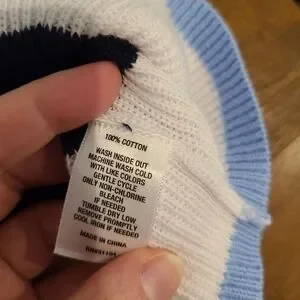 100% COTTON
WASH INSIDE OUT
MACHINE WASH COLD
WITH LIKE COLORS
GENTLE CYCLE
ONLY NON-CHLORINE
BLEACH
IF NEEDED
TUMBLE DRY LOW
REMOVE PROMPTLY
COOL IRON IF NEEDED
MADE IN CHINA